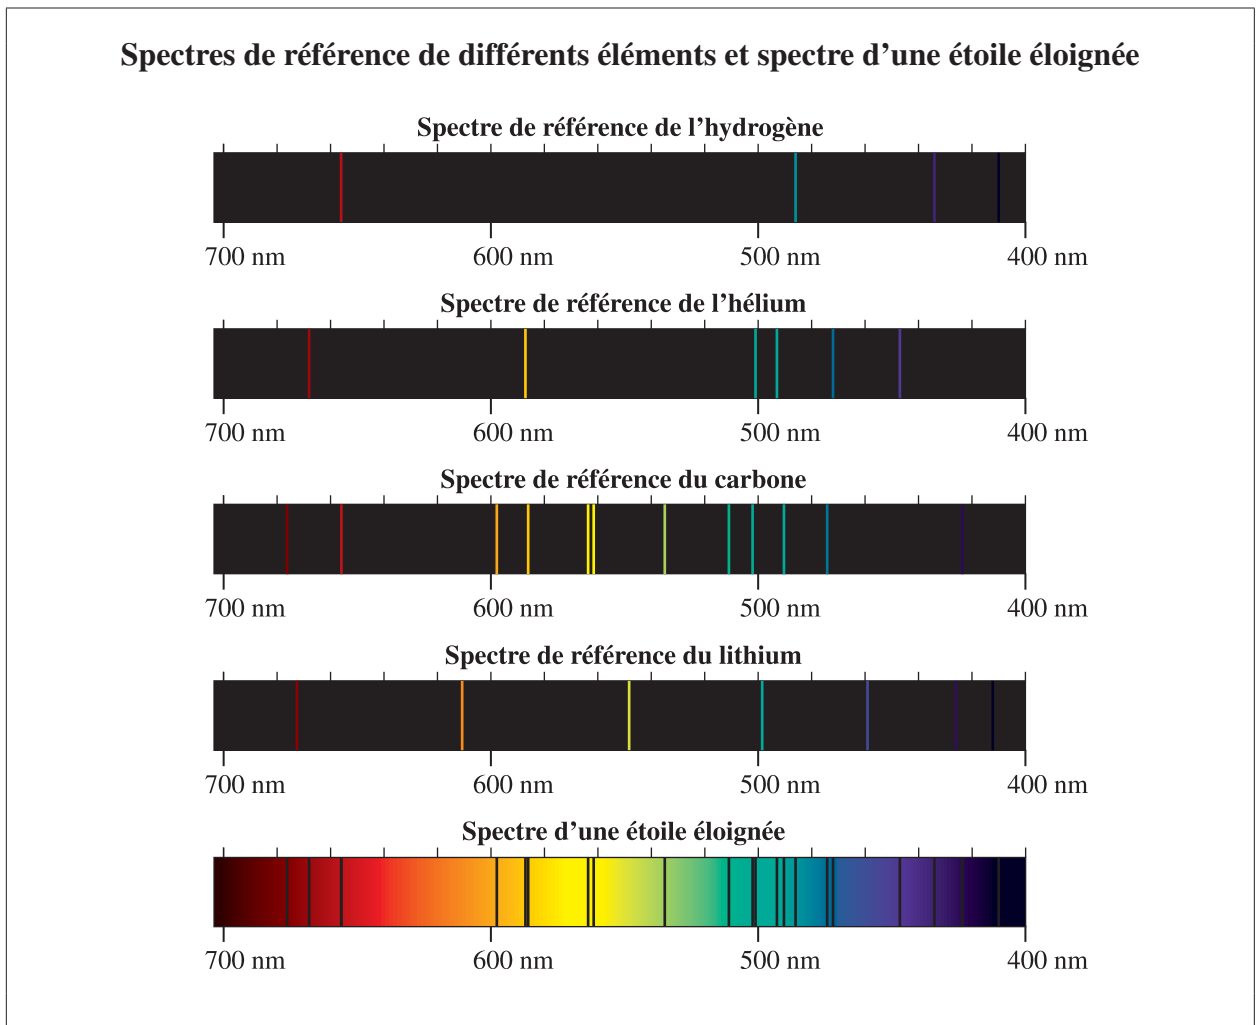 Spectres de référence de différents éléments et spectre d’une étoile éloignée
Spectre de référence de l’hydrogène
700 nm 600 nm 500 nm 400 nm
Spectre de référence de l’hélium
700 nm 600 nm 500 nm 400 nm
Spectre de référence du carbone
700 nm 600 nm 500 nm 400 nm
Spectre de référence du lithium
700 nm 600 nm 500 nm 400 nm
Spectre d’une étoile éloignée
700 nm 600 nm 500 nm 400 nm